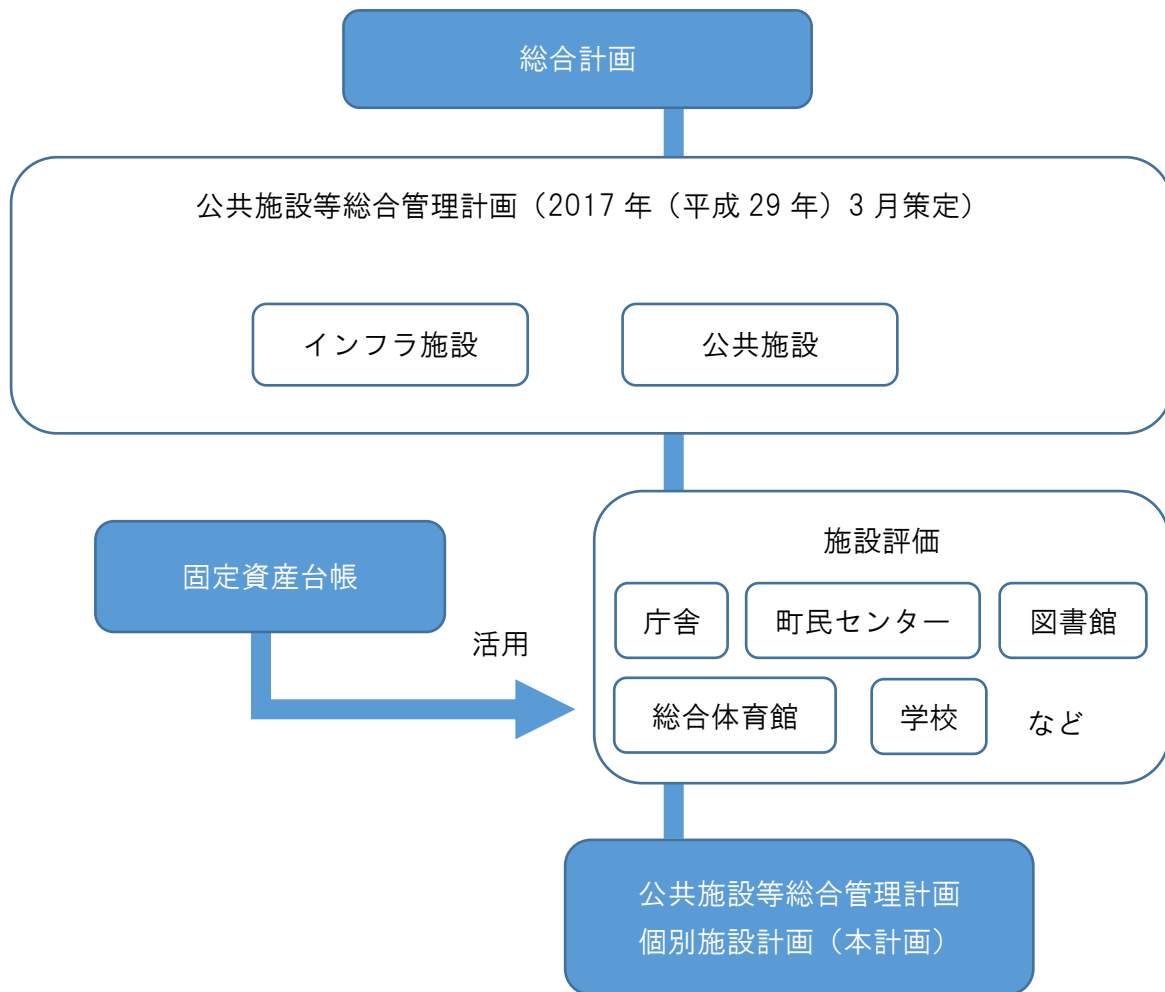 総合計画
公共施設等総合管理計画（2017 年（平成 29 年）3 月策定）
インフラ施設
公共施設
固定資産台帳
活用
施設評価
庁舎
町民センター
図書館
総合体育館
学校
など
公共施設等総合管理計画
個別施設計画（本計画）